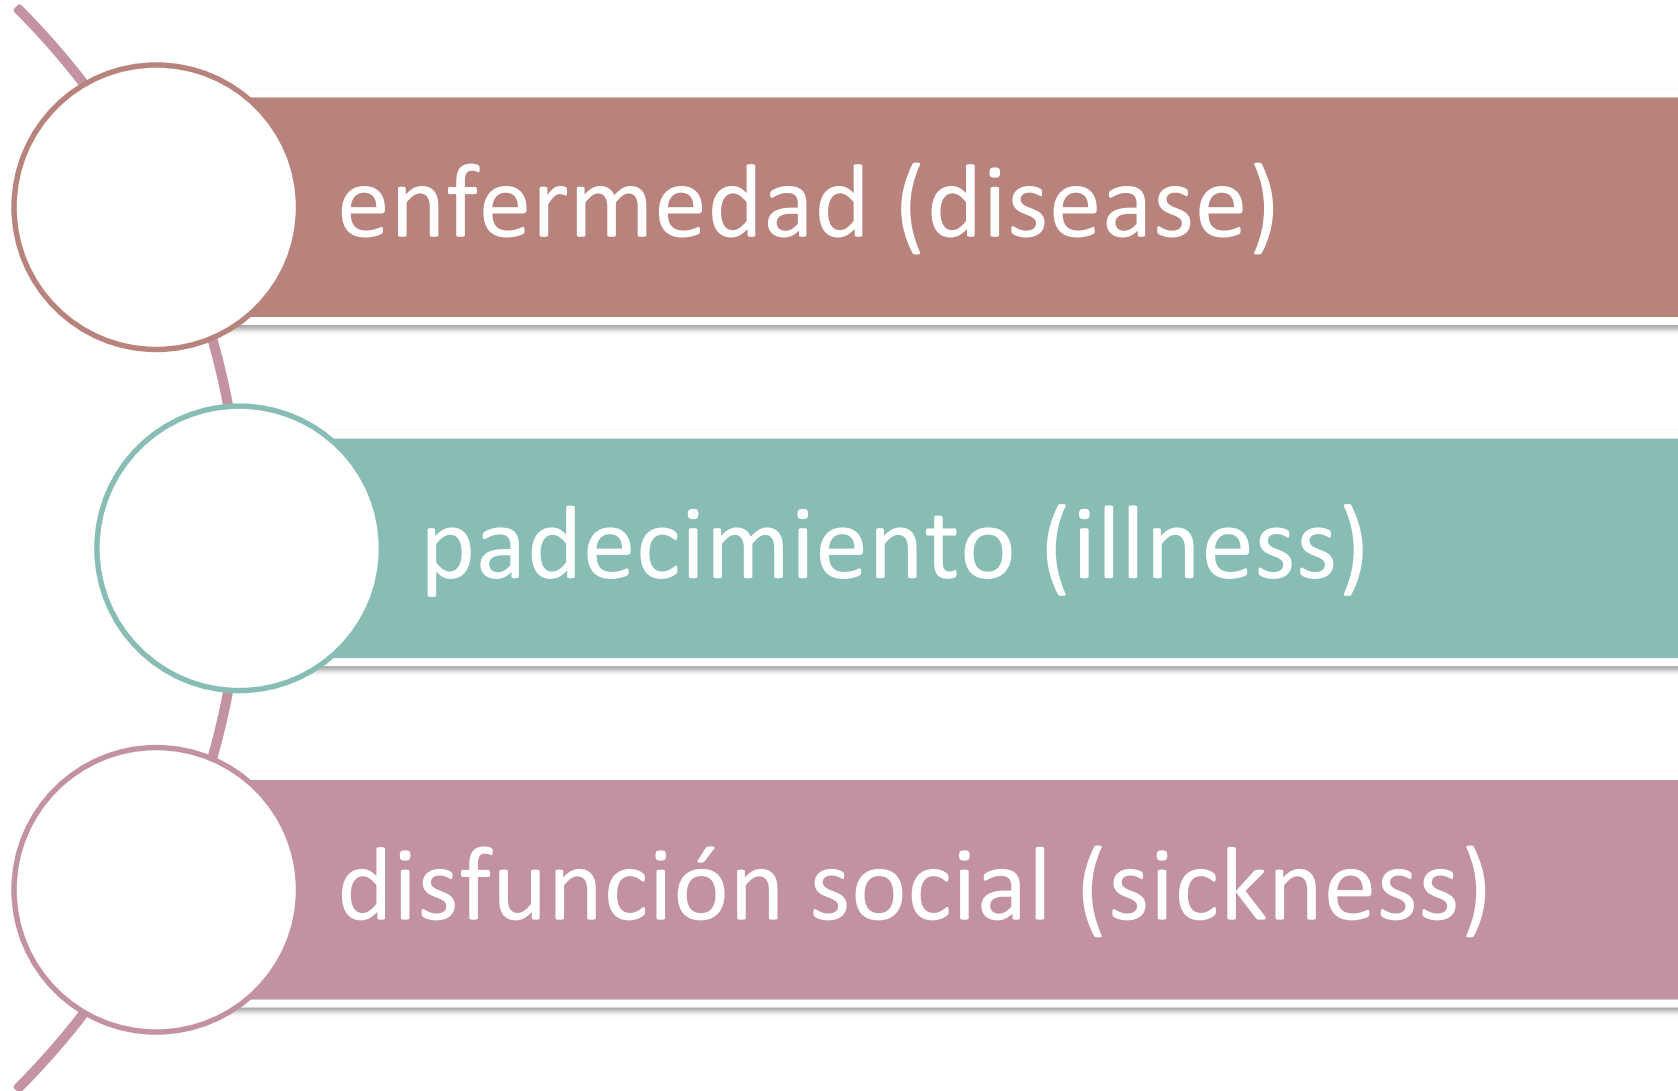 enfermedad (disease)
padecimiento (illness)
disfunción social (sickness)